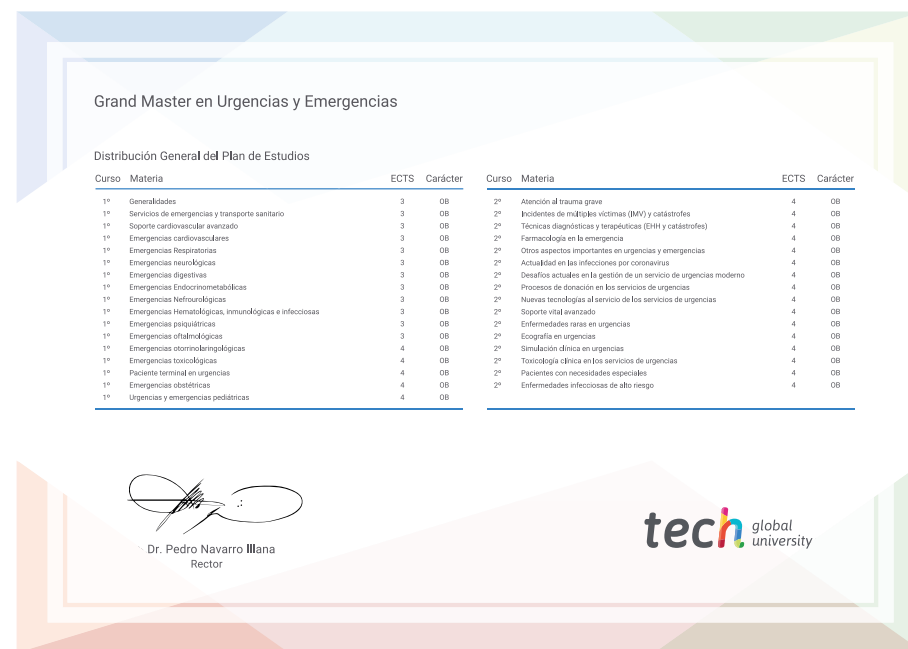 Grand Master en Urgencias y Emergencias
Distribución General del Plan de Estudios
Curso Materia ECTS Carácter
1º Generalidades 3 OB
1º Servicios de emergencias y transporte sanitario 3 OB
1º Soporte cardiovascular avanzado 3 OB
1º Emergencias cardiovasculares 3 OB
1º Emergencias Respiratorias 3 OB
1º Emergencias neurológicas 3 OB
1º Emergencias digestivas 3 OB
1º Emergencias Endocrinometabólicas 3 OB
1º Emergencias Nefrourológicas 3 OB
1º Emergencias Hematológicas, inmunológicas e infecciosas 3 OB
1º Emergencias psiquiátricas 3 OB
1º Emergencias oftalmológicas 3 OB
1º Emergencias otorrinolaringológicas 4 OB
1º Emergencias toxicológicas 4 OB
1º Paciente terminal en urgencias 4 OB
1º Emergencias obstétricas 4 OB
1º Urgencias y emergencias pediátricas 4 OB
Curso Materia ECTS Carácter
2º Atención al trauma grave 4 OB
2º Incidentes de múltiples víctimas (IMV) y catástrofes 4 OB
2º Técnicas diagnósticas y terapéuticas (EHH y catástrofes) 4 OB
2º Farmacología en la emergencia 4 OB
2º Otros aspectos importantes en urgencias y emergencias 4 OB
2º Actualidad en las infecciones por coronavirus 4 OB
2º Desafíos actuales en la gestión de un servicio de urgencias moderno 4 OB
2º Procesos de donación en los servicios de urgencias 4 OB
2º Nuevas tecnologías al servicio de los servicios de urgencias 4 OB
2º Soporte vital avanzado 4 OB
2º Enfermedades raras en urgencias 4 OB
2º Ecografía en urgencias 4 OB
2º Simulación clínica en urgencias 4 OB
2º Toxicología clínica en los servicios de urgencias 4 OB
2º Pacientes con necesidades especiales 4 OB
2º Enfermedades infecciosas de alto riesgo 4 OB
Dr. Pedro Navarro Illana
Rector
tech global
university